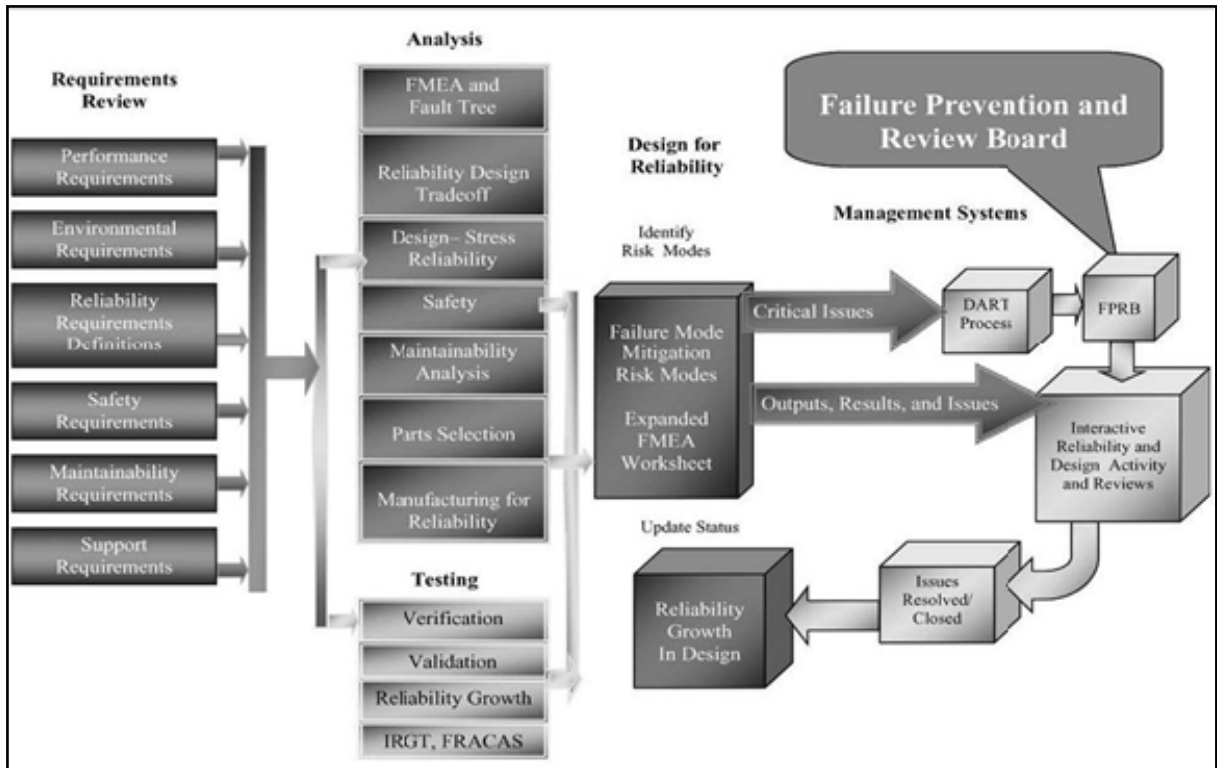 Requirements
Review
Performance
Requirements
Environmental
Requirements
Reliability
Requirements
Definitions
Safety
Requirements
Maintainability
Requirements
Support
Requirements
Analysis
FMEA and
Fault Tree
Reliability Design
Tradeoff
Design– Stress
Reliability
Safety
Maintainability
Analysis
Parts Selection
Manufacturing for
Reliability
Testing
Verification
Validation
Reliability Growth
IRGT, FRACAS
Design for
Reliability
Identify
Risk Modes
Failure Mode
Mitigation
Risk Modes
Expanded
FMEA
Worksheet
Critical Issues
Outputs, Results, and Issues
Failure Prevention and
Review Board
Management Systems
DART
Process
FPRB
Interactive
Reliability and
Design Activity
and Reviews
Issues
Resolved/
Closed
Update Status
Reliability
Growth
In Design